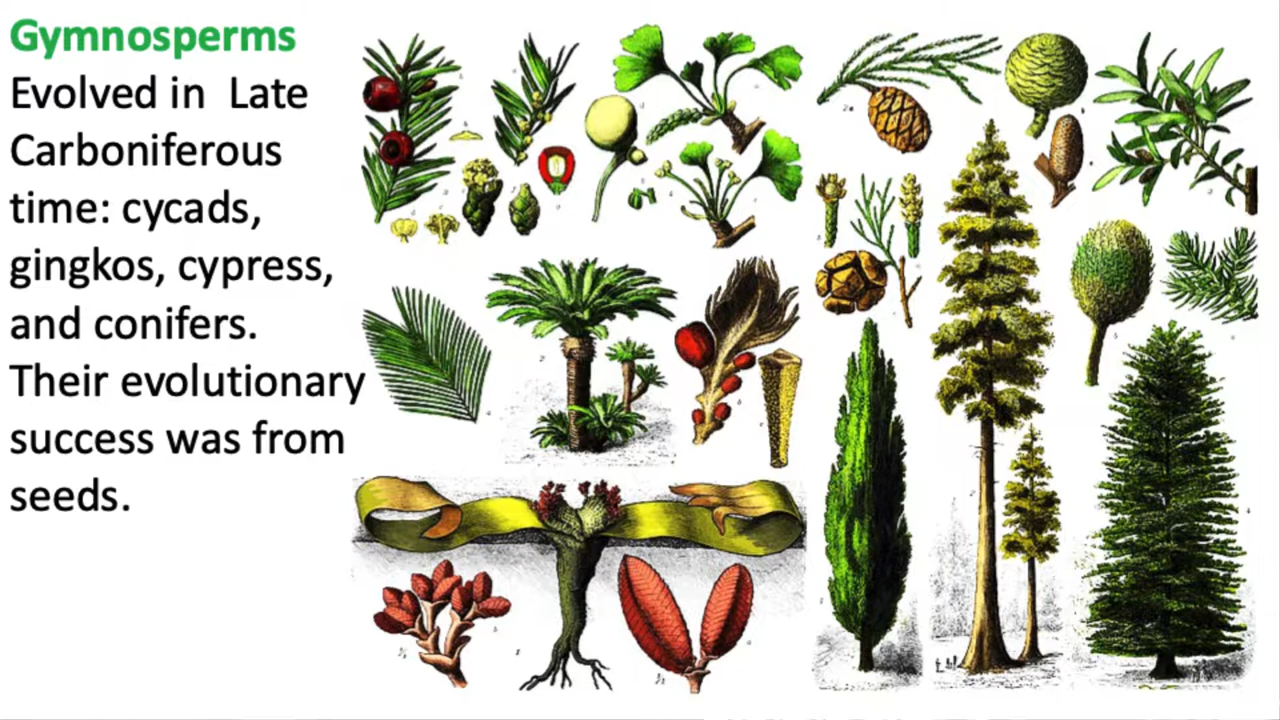 Gymnosperms
Evolved in  Late
Carboniferous
time: cycads,
gingkos, cypress,
and conifers.
Their evolutionary
success was from
seeds.